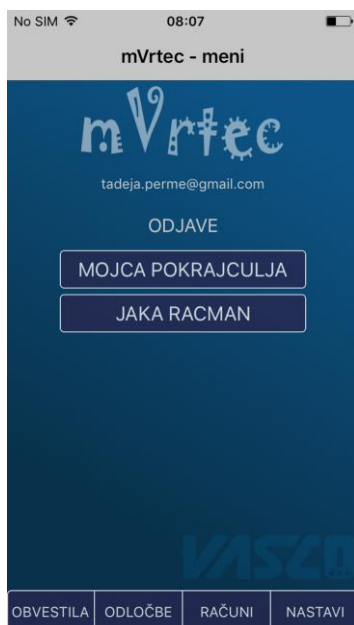 No SIM 08:07
mVrtec - meni
mVrtec
tadeja.perme@gmail.com
ODJAVE
MOJCA POKRAJCULJA
JAKA RACMAN
VASCO
OBVESTILA ODLOČBE RAČUNI NASTAVI